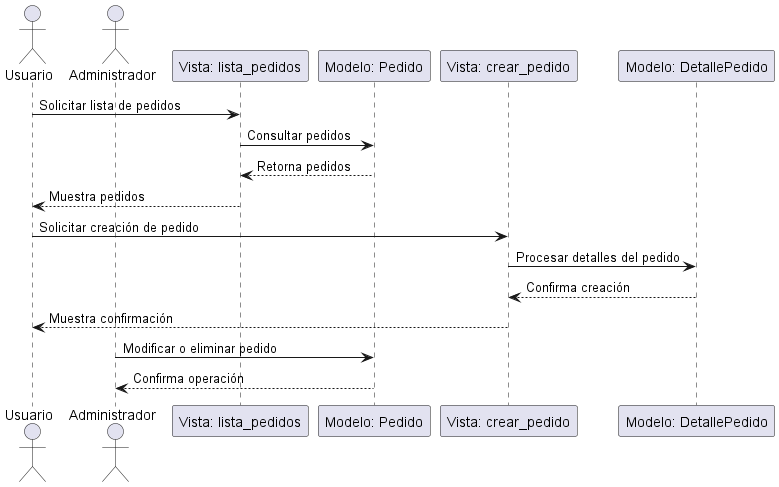 Usuario
Administrador
Vista: lista_pedidos
Modelo: Pedido
Vista: crear_pedido
Modelo: DetallePedido
Solicitar lista de pedidos
Consultar pedidos
Retorna pedidos
Muestra pedidos
Solicitar creación de pedido
Procesar detalles del pedido
Confirma creación
Muestra confirmación
Modificar o eliminar pedido
Confirma operación
Usuario
Administrador
Vista: lista_pedidos
Modelo: Pedido
Vista: crear_pedido
Modelo: DetallePedido